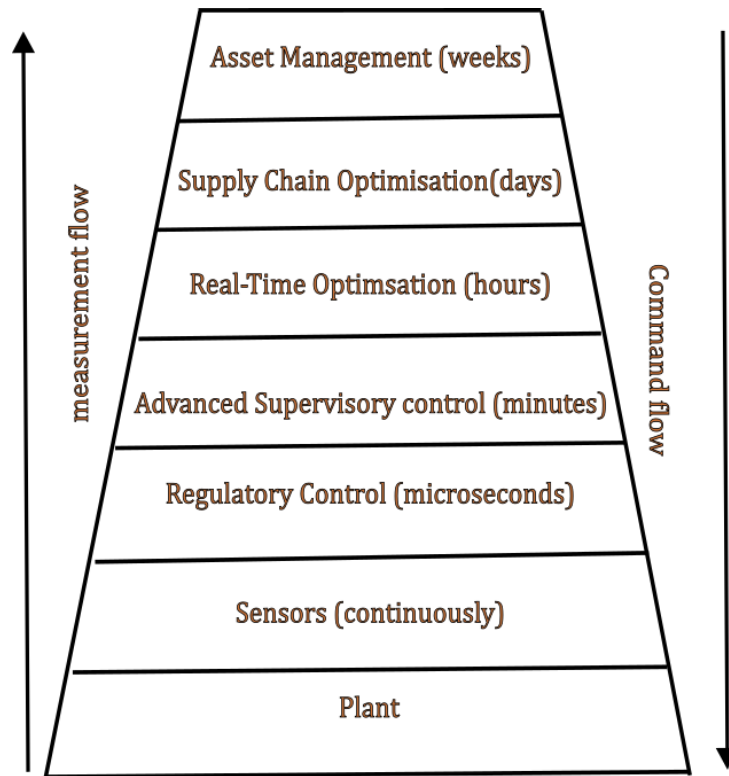 Asset Management (weeks)
Supply Chain Optimisation(days)
measurement flow
Real-Time Optimsation (hours)
Command flow
Advanced Supervisory control (minutes)
Regulatory Control (microseconds)
Sensors (continuously)
Plant